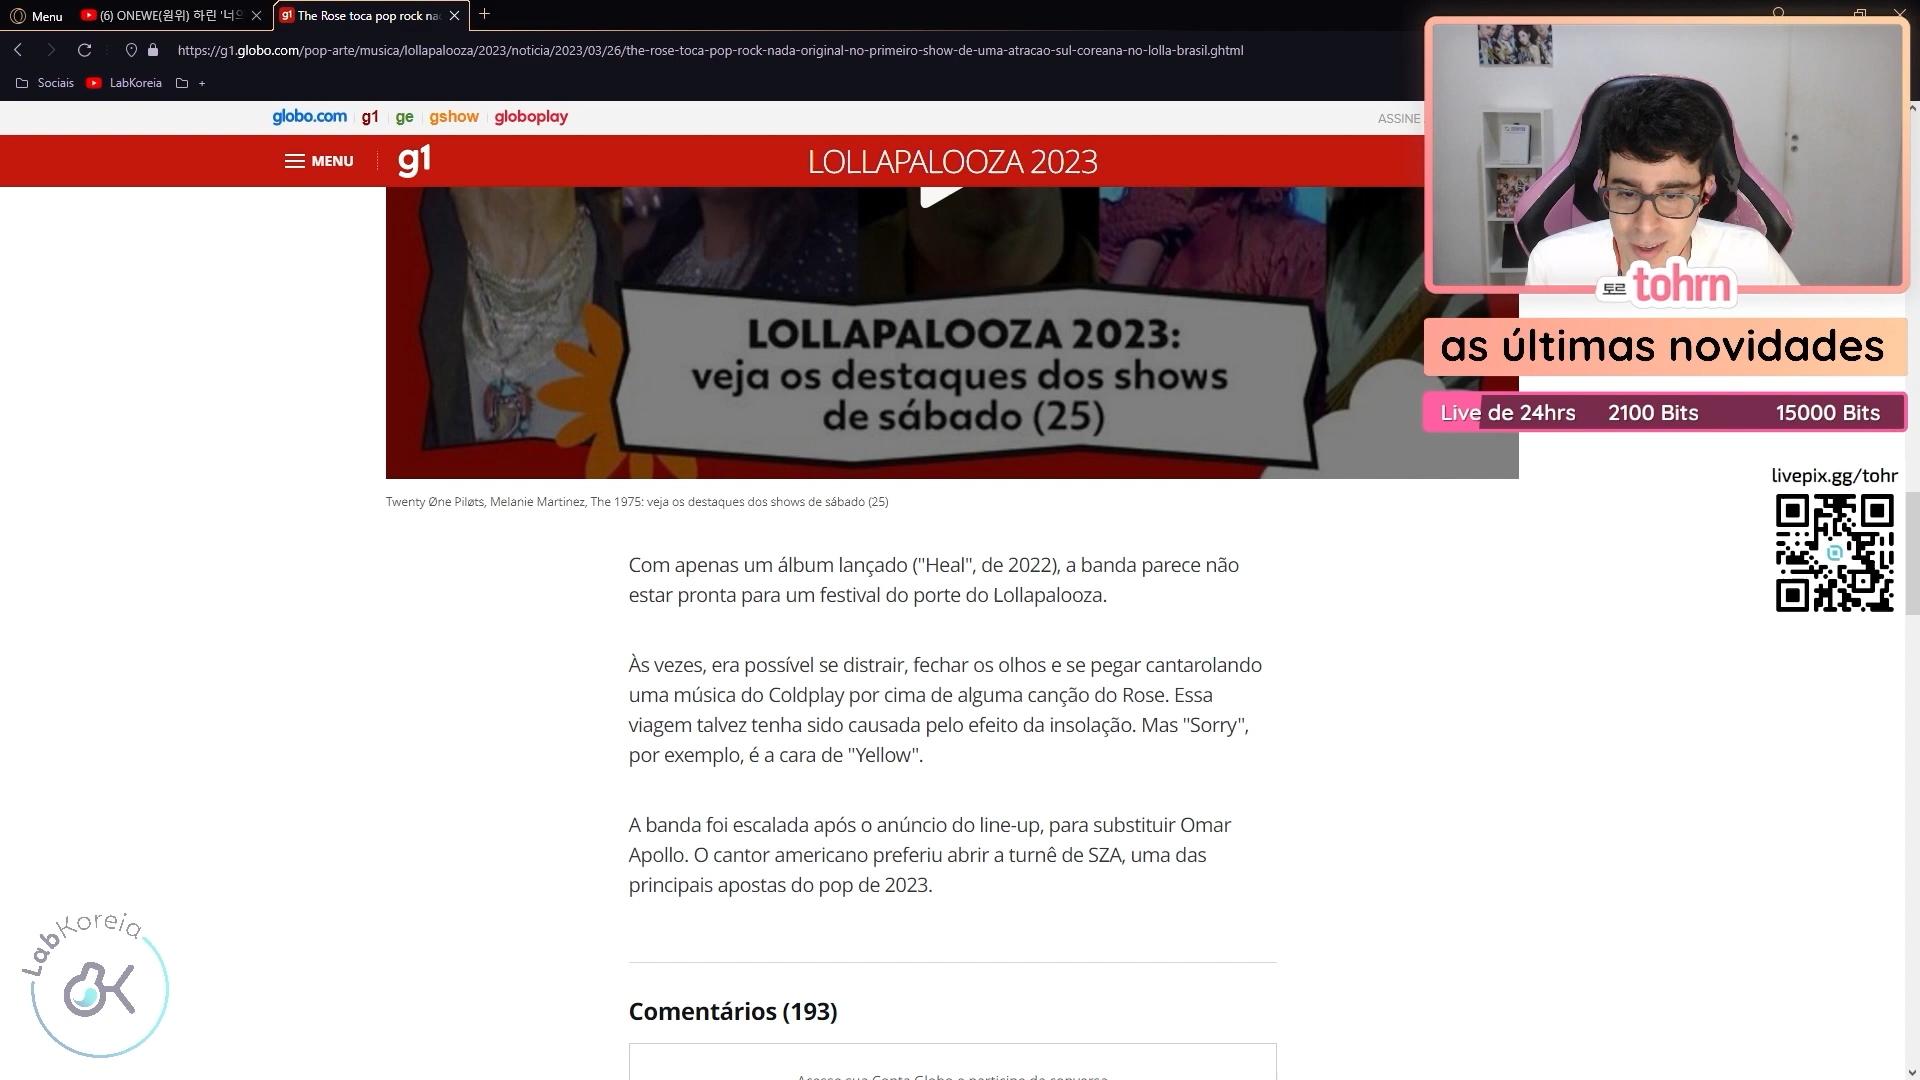 Menu
(6) ONEWE(원위) 하린 '너의
The Rose toca pop rock na
https://g1.globo.com/pop-arte/musica/lollapalooza/2023/noticia/2023/03/26/the-rose-toca-pop-rock-nada-original-no-primeiro-show-de-uma-atracao-sul-coreana-no-lolla-brasil.ghtml
Sociais
LabKoreia
+
globo.com
g1
ge
gshow
globoplay
ASSINE
MENU
g1
LOLLAPALOOZA 2023
LOLLAPALOOZA 2023:
veja os destaques dos shows
de sábado (25)
Twenty Øne Piløts, Melanie Martinez, The 1975: veja os destaques dos shows de sábado (25)
Com apenas um álbum lançado ("Heal", de 2022), a banda parece não
estar pronta para um festival do porte do Lollapalooza.
Às vezes, era possível se distrair, fechar os olhos e se pegar cantarolando
uma música do Coldplay por cima de alguma canção do Rose. Essa
viagem talvez tenha sido causada pelo efeito da insolação. Mas "Sorry",
por exemplo, é a cara de "Yellow".
A banda foi escalada após o anúncio do line-up, para substituir Omar
Apollo. O cantor americano preferiu abrir a turnê de SZA, uma das
principais apostas do pop de 2023.
Comentários (193)
Acesse sua Conta Globo e participe da conversa
토르 tohrn
as últimas novidades
Live de 24hrs 2100 Bits 15000 Bits
livepix.gg/tohr
LabKoreia